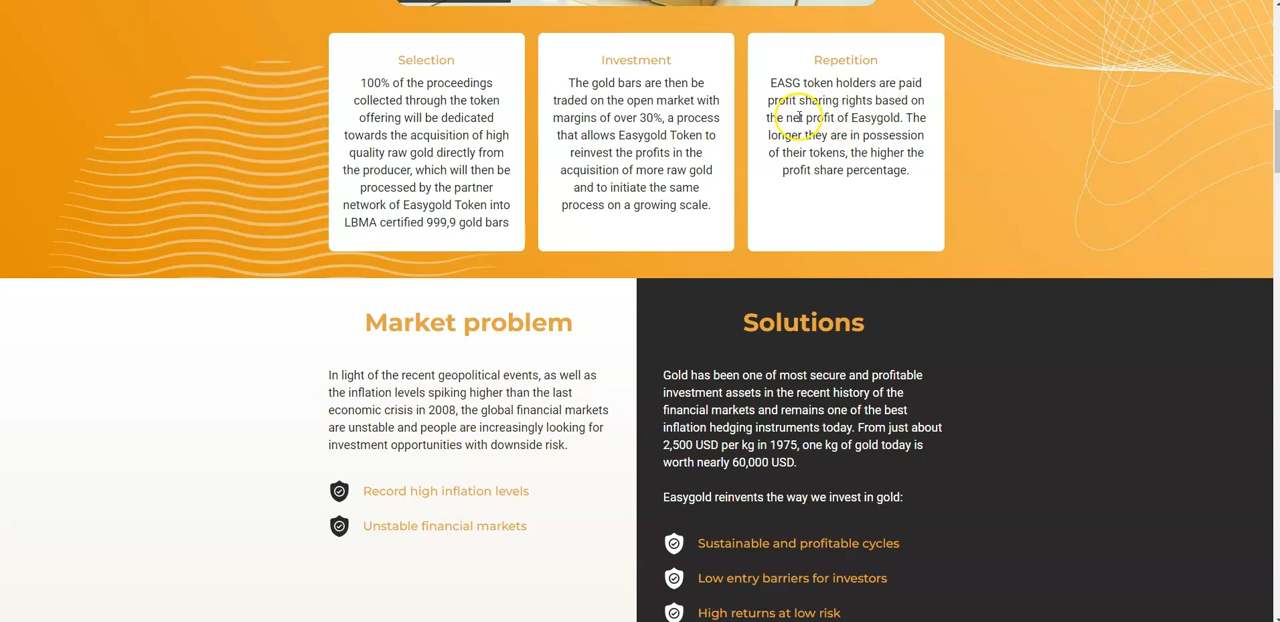 Selection
100% of the proceedings
collected through the token
offering will be dedicated
towards the acquisition of high
quality raw gold directly from
the producer, which will then be
processed by the partner
network of Easygold Token into
LBMA certified 999,9 gold bars
Investment
The gold bars are then be
traded on the open market with
margins of over 30%, a process
that allows Easygold Token to
reinvest the profits in the
acquisition of more raw gold
and to initiate the same
process on a growing scale.
Repetition
EASG token holders are paid
profit sharing rights based on
the net profit of Easygold. The
longer they are in possession
of their tokens, the higher the
profit share percentage.
Market problem
In light of the recent geopolitical events, as well as
the inflation levels spiking higher than the last
economic crisis in 2008, the global financial markets
are unstable and people are increasingly looking for
investment opportunities with downside risk.
Record high inflation levels
Unstable financial markets
Solutions
Gold has been one of most secure and profitable
investment assets in the recent history of the
financial markets and remains one of the best
inflation hedging instruments today. From just about
2,500 USD per kg in 1975, one kg of gold today is
worth nearly 60,000 USD.
Easygold reinvents the way we invest in gold:
Sustainable and profitable cycles
Low entry barriers for investors
High returns at low risk